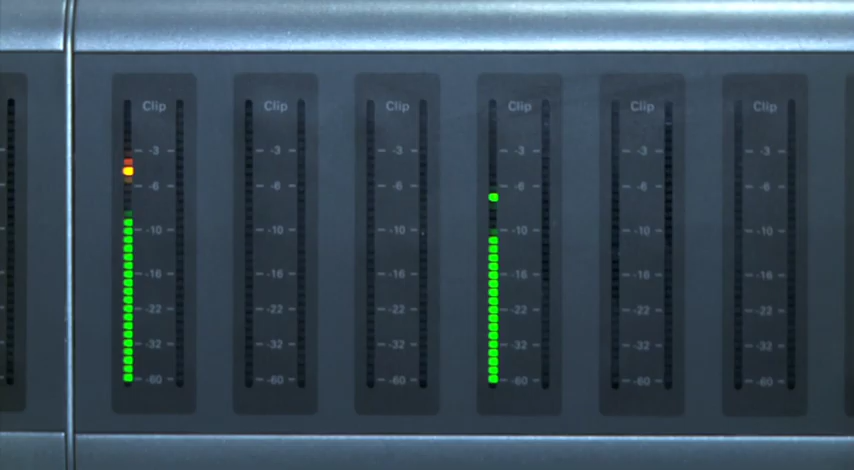 Clip Clip Clip Clip Clip Clip
-3 -3 -3 -3 -3 -3
-6 -6 -6 -6 -6 -6
-10 -10 -10 -10 -10 -10
-16 -16 -16 -16 -16 -16
-22 -22 -22 -22 -22 -22
-32 -32 -32 -32 -32 -32
-60 -60 -60 -60 -60 -60